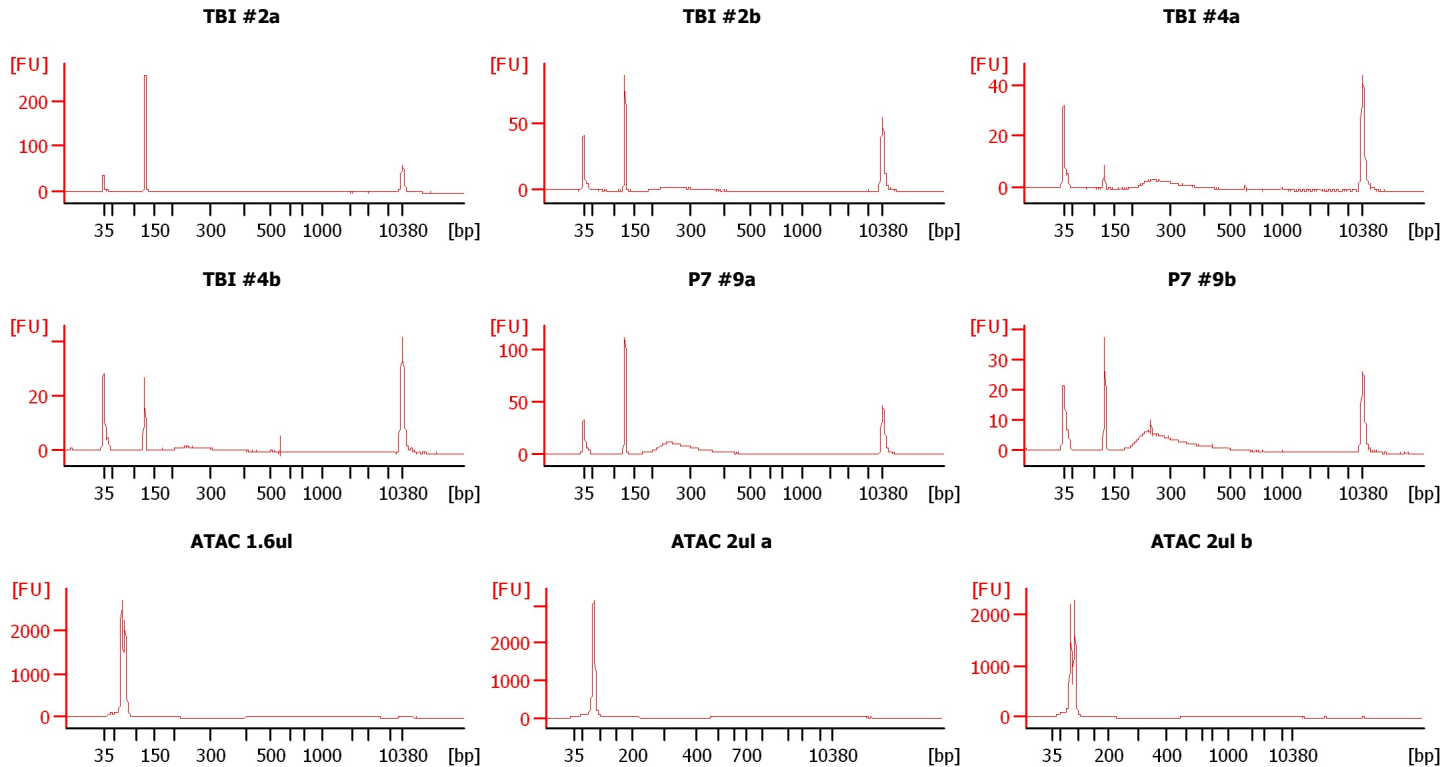 TBI #2a TBI #2b TBI #4a
[FU] [FU] [FU]
200 100 0 50 0 40 20 0
35 150 300 500 1000 10380 [bp] 35 150 300 500 1000 10380 [bp] 35 150 300 500 1000 10380 [bp]
TBI #4b P7 #9a P7 #9b
[FU] [FU] [FU]
20 0 100 50 0 30 20 10 0
35 150 300 500 1000 10380 [bp] 35 150 300 500 1000 10380 [bp] 35 150 300 500 1000 10380 [bp]
ATAC 1.6ul ATAC 2ul a ATAC 2ul b
[FU] [FU] [FU]
2000 1000 0 2000 1000 0 2000 1000 0
35 150 300 500 1000 10380 [bp] 35 200 400 700 10380 [bp] 35 200 400 1000 10380 [bp]